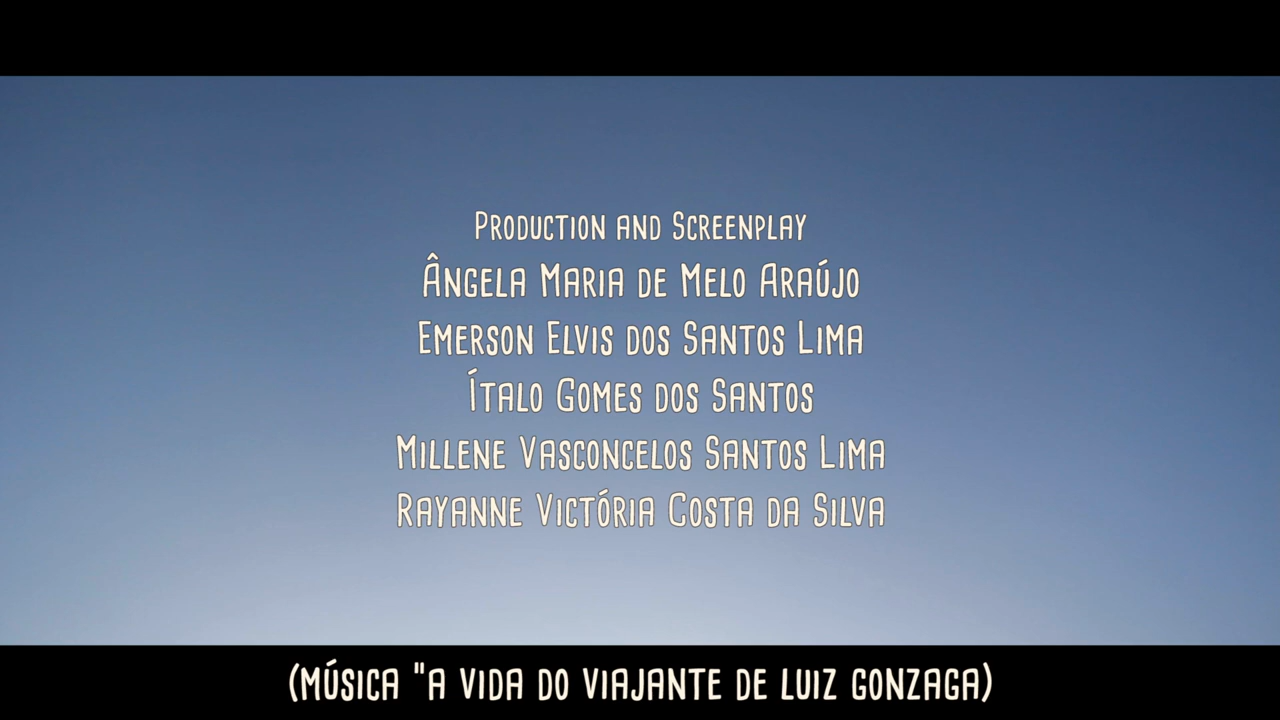 Production and Screenplay
Ângela Maria de Melo Araújo
Emerson Elvis dos Santos Lima
Ítalo Gomes dos Santos
Millene Vasconcelos Santos Lima
Rayanne Victória Costa da Silva
(MÚSICA "A VIDA DO VIAJANTE DE LUIZ GONZAGA)